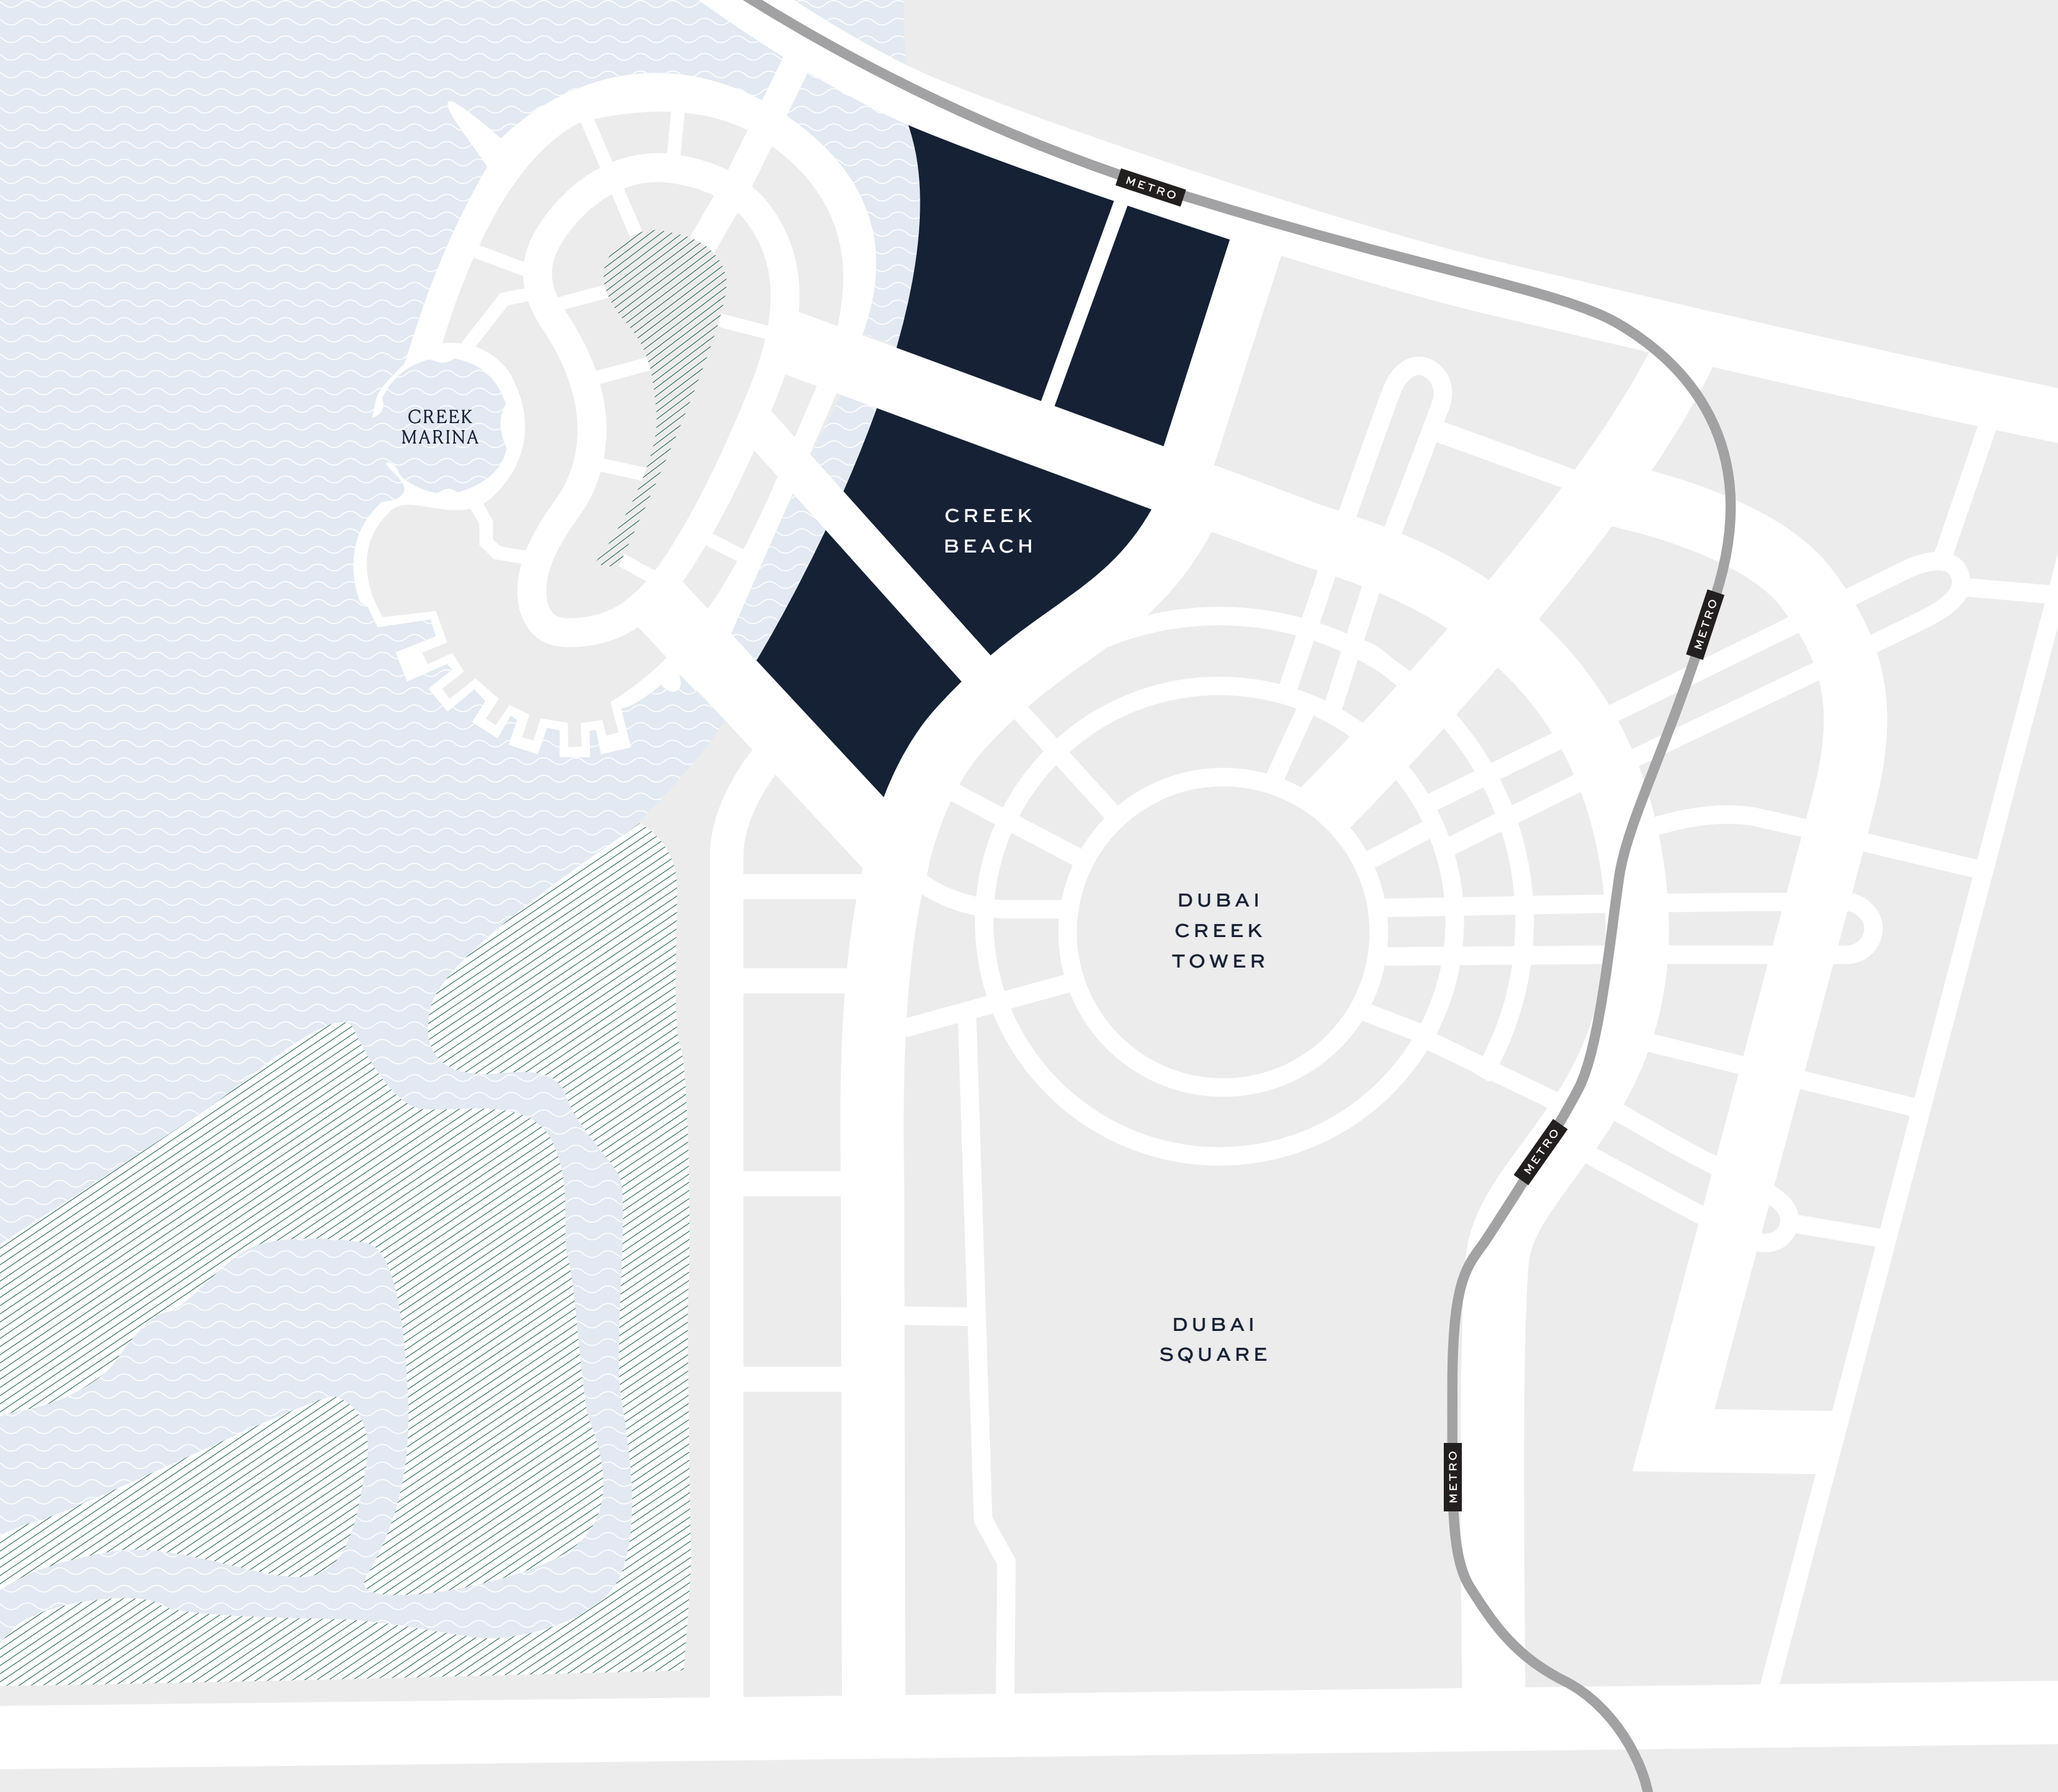 METRO
CREEK
MARINA
CREEK
BEACH
METRO
DUBAI
CREEK
TOWER
METRO
DUBAI
SQUARE
METRO